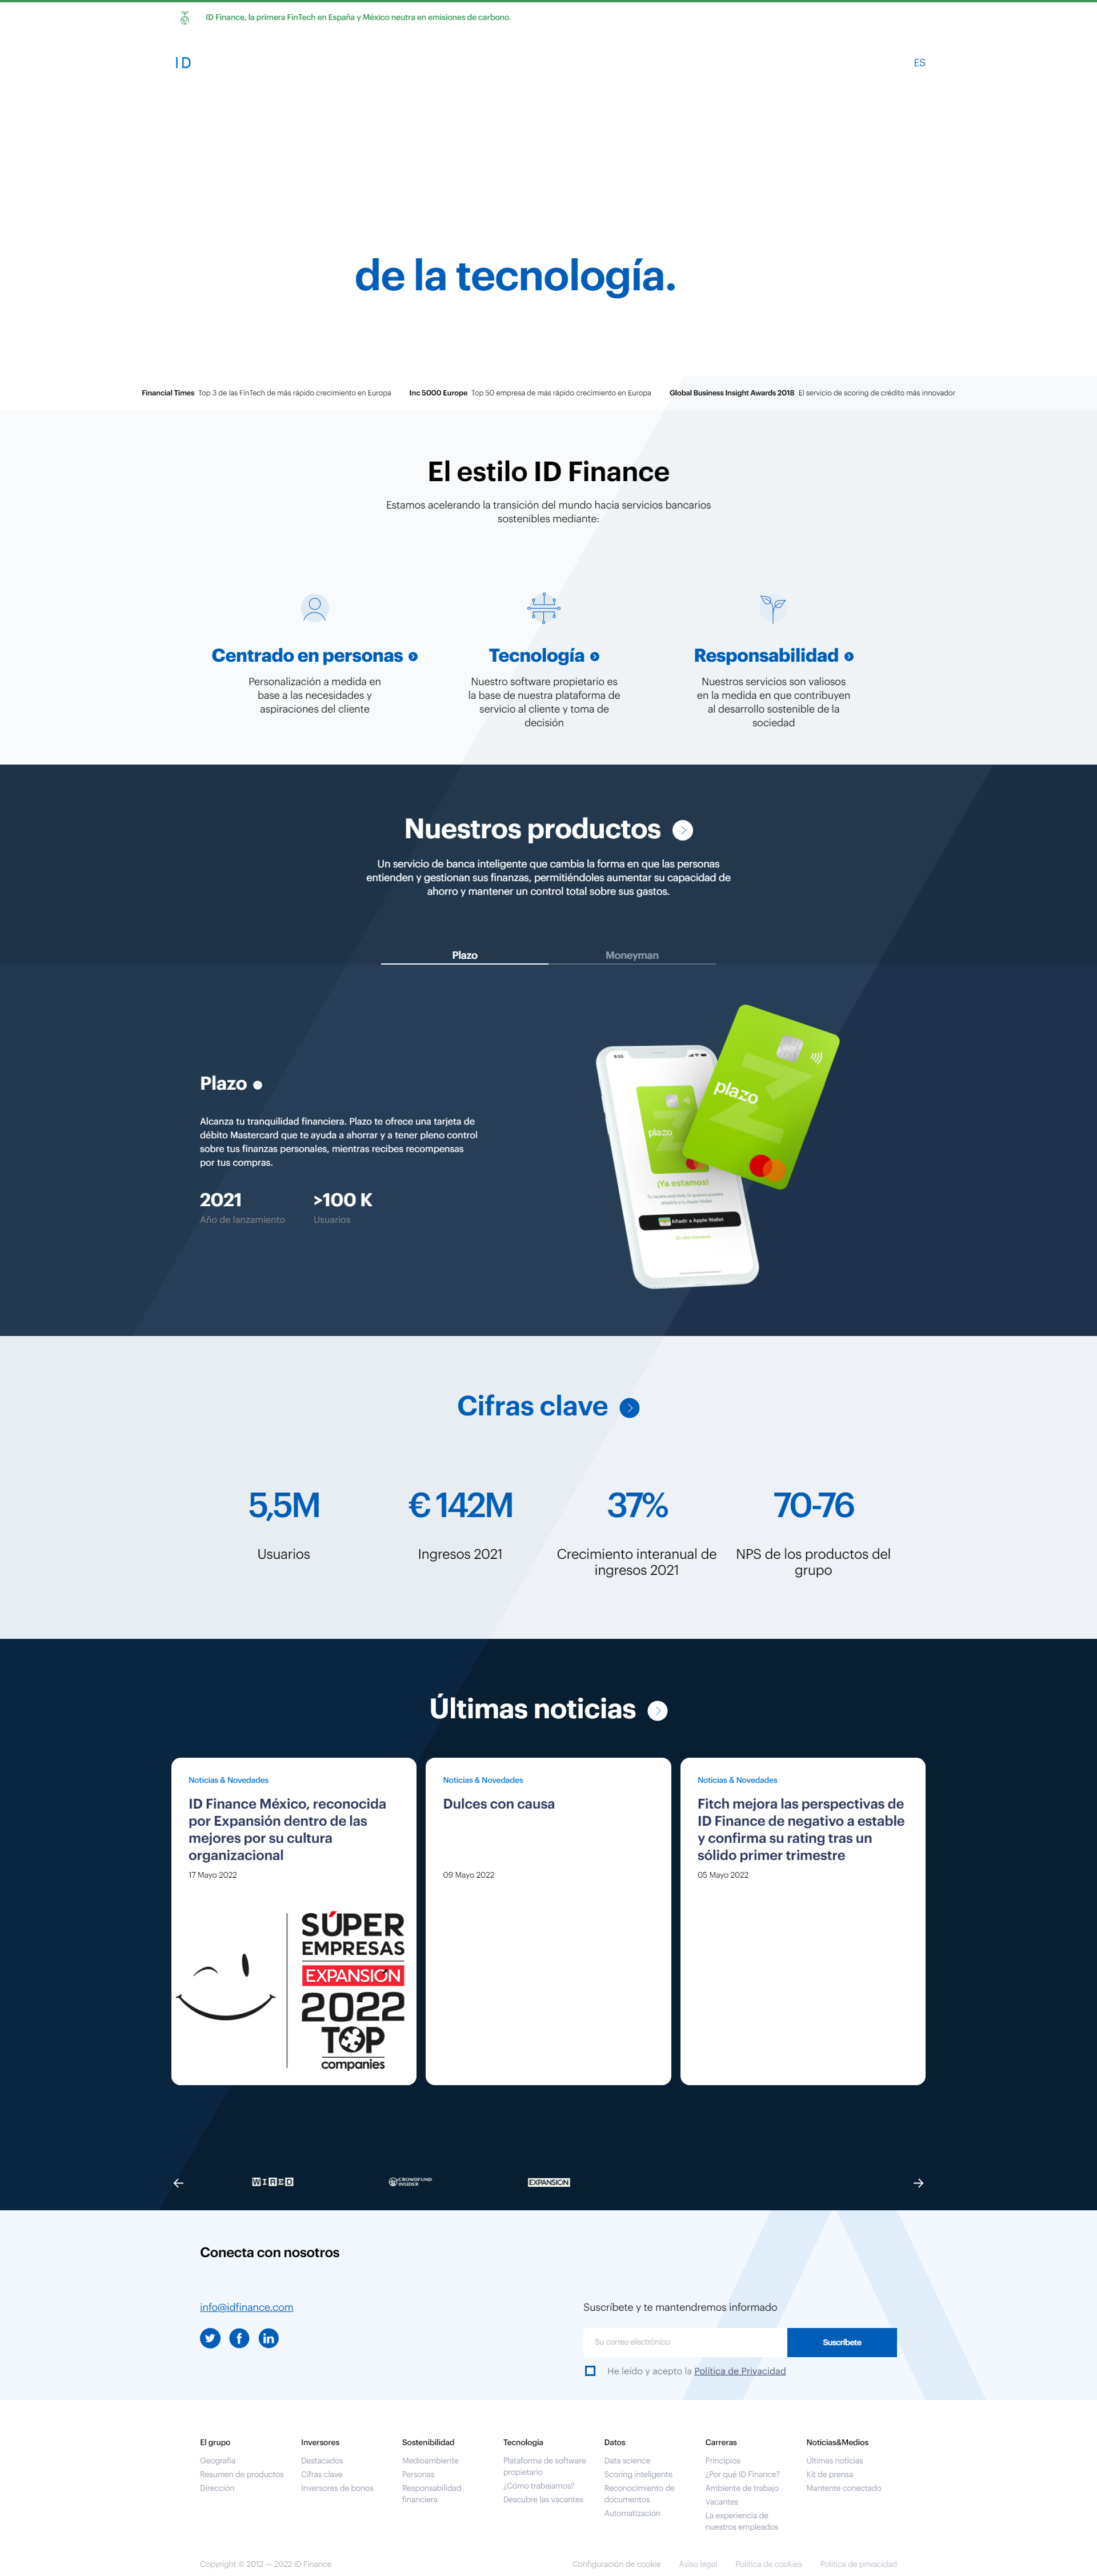 ID Finance, la primera FinTech en España y México neutra en emisiones de carbono.
ID
ES
de la tecnología.
Financial Times Top 3 de las FinTech de más rápido crecimiento en Europa
Inc 5000 Europe Top 50 empresa de más rápido crecimiento en Europa
Global Business Insight Awards 2018 El servicio de scoring de crédito más innovador
El estilo ID Finance
Estamos acelerando la transición del mundo hacia servicios bancarios
sostenibles mediante:
Centrado en personas
Personalización a medida en
base a las necesidades y
aspiraciones del cliente
Tecnología
Nuestro software propietario es
la base de nuestra plataforma de
servicio al cliente y toma de
decisión
Responsabilidad
Nuestros servicios son valiosos
en la medida en que contribuyen
al desarrollo sostenible de la
sociedad
Nuestros productos
Un servicio de banca inteligente que cambia la forma en que las personas
entienden y gestionan sus finanzas, permitiéndoles aumentar su capacidad de
ahorro y mantener un control total sobre sus gastos.
Plazo
Moneyman
Plazo
Alcanza tu tranquilidad financiera. Plazo te ofrece una tarjeta de
débito Mastercard que te ayuda a ahorrar y a tener pleno control
sobre tus finanzas personales, mientras recibes recompensas
por tus compras.
2021
Año de lanzamiento
>100 K
Usuarios
9:05
plazo
plazo
¡Ya estamos!
Tu tarjeta está lista. Si quieres puedes
añadirla a tu Apple Wallet
Añadir a Apple Wallet
En otro momento
Cifras clave
5,5M
Usuarios
€ 142M
Ingresos 2021
37%
Crecimiento interanual de
ingresos 2021
70-76
NPS de los productos del
grupo
Últimas noticias
Noticias & Novedades
ID Finance México, reconocida
por Expansión dentro de las
mejores por su cultura
organizacional
17 Mayo 2022
SÚPER
EMPRESAS
EXPANSIÓN
2022
TOP
companies
Noticias & Novedades
Dulces con causa
09 Mayo 2022
Noticias & Novedades
Fitch mejora las perspectivas de
ID Finance de negativo a estable
y confirma su rating tras un
sólido primer trimestre
05 Mayo 2022
WIRED
CROWDFUND
INSIDER
EXPANSIÓN
Conecta con nosotros
info@idfinance.com
Suscríbete y te mantendremos informado
Su correo electrónico
Suscríbete
He leído y acepto la Política de Privacidad
El grupo
Geografía
Resumen de productos
Dirección
Inversores
Destacados
Cifras clave
Inversores de bonos
Sostenibilidad
Medioambiente
Personas
Responsabilidad
financiera
Tecnología
Plataforma de software
propietario
¿Cómo trabajamos?
Descubre las vacantes
Datos
Data science
Scoring inteligente
Reconocimiento de
documentos
Automatización
Carreras
Principios
¿Por qué ID Finance?
Ambiente de trabajo
Vacantes
La experiencia de
nuestros empleados
Noticias&Medios
Últimas noticias
Kit de prensa
Mantente conectado
Copyright © 2012 — 2022 ID Finance
Configuración de cookie
Aviso legal
Política de cookies
Política de privacidad